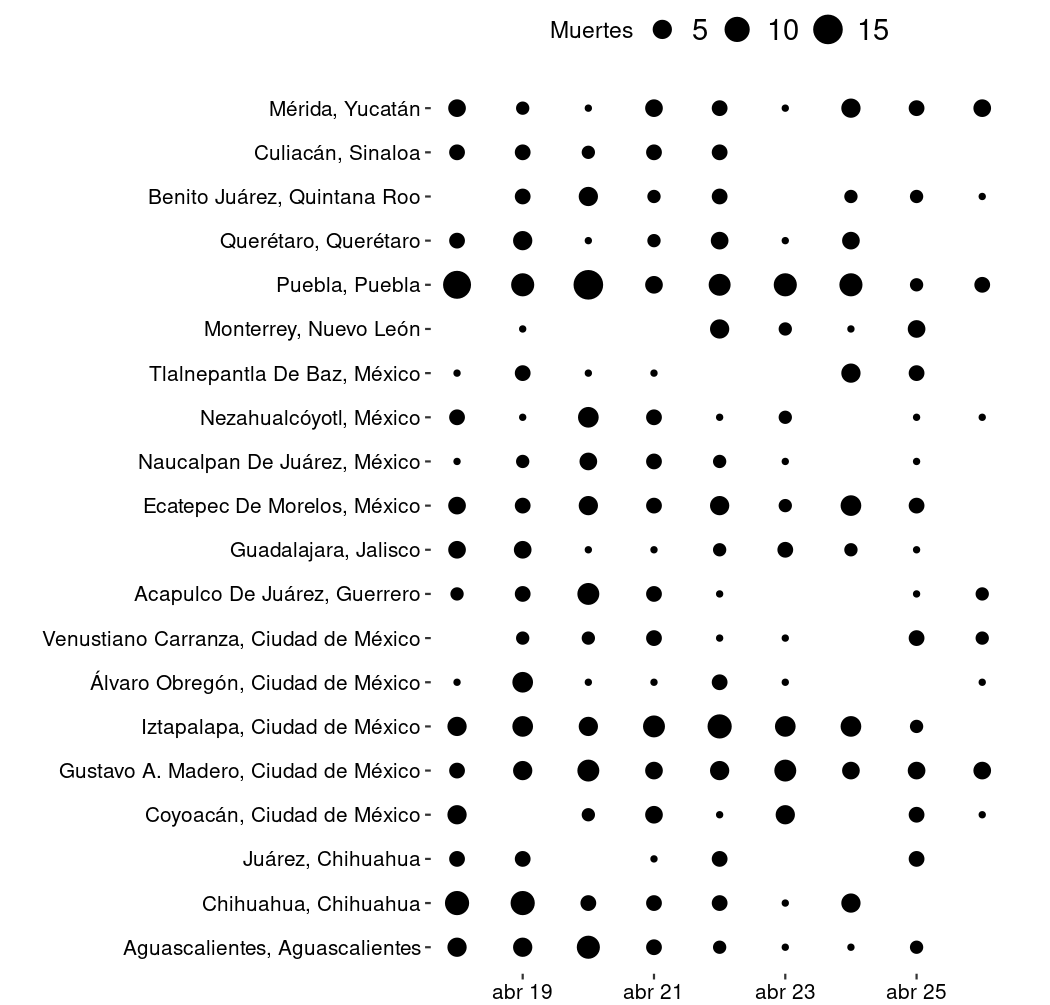 Muertes 5 10 15
Mérida, Yucatán
Culiacán, Sinaloa
Benito Juárez, Quintana Roo
Querétaro, Querétaro
Puebla, Puebla
Monterrey, Nuevo León
Tlalnepantla De Baz, México
Nezahualcóyotl, México
Naucalpan De Juárez, México
Ecatepec De Morelos, México
Guadalajara, Jalisco
Acapulco De Juárez, Guerrero
Venustiano Carranza, Ciudad de México
Álvaro Obregón, Ciudad de México
Iztapalapa, Ciudad de México
Gustavo A. Madero, Ciudad de México
Coyoacán, Ciudad de México
Juárez, Chihuahua
Chihuahua, Chihuahua
Aguascalientes, Aguascalientes
abr 19 abr 21 abr 23 abr 25